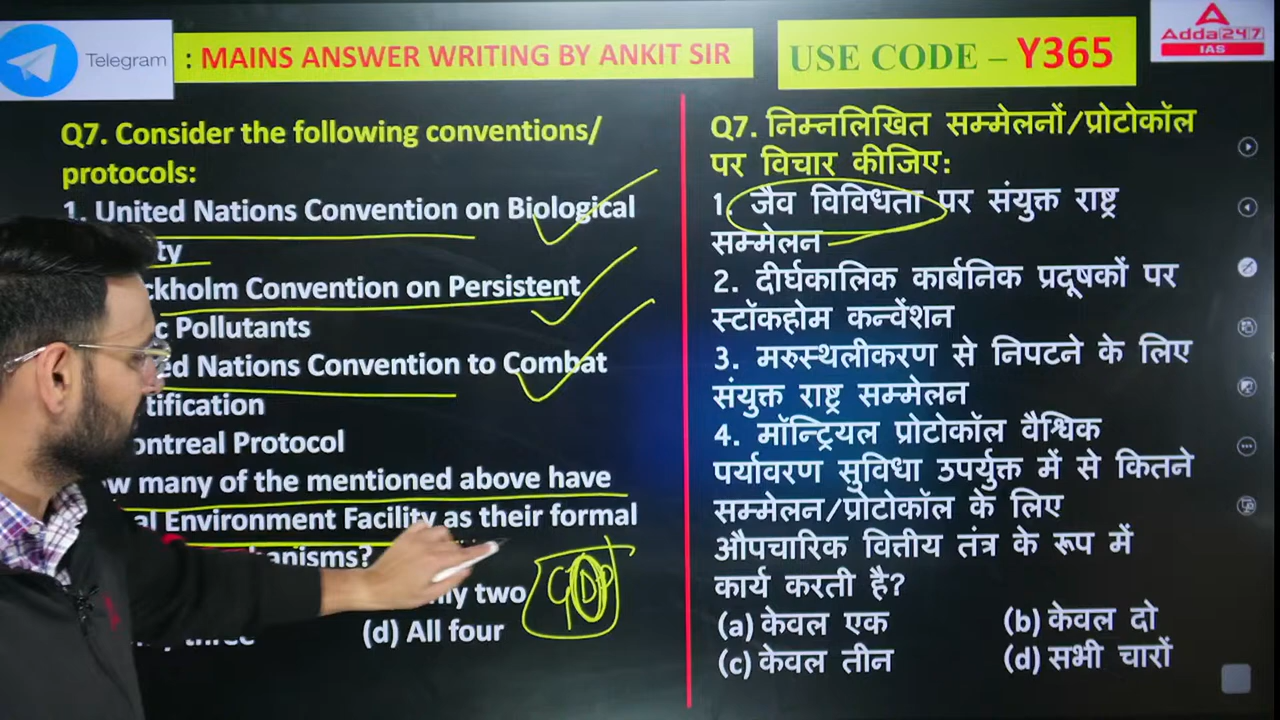 Telegram
: MAINS ANSWER WRITING BY ANKIT SIR
USE CODE – Y365
Adda247
IAS
Q7. Consider the following conventions/
protocols:
1. United Nations Convention on Biological
ty
ckholm Convention on Persistent
c Pollutants
ed Nations Convention to Combat
tification
ontreal Protocol
w many of the mentioned above have
al Environment Facility as their formal
anisms?
ly two
GDP
three
(d) All four
Q7. निम्नलिखित सम्मेलनों/प्रोटोकॉल
पर विचार कीजिए:
1. जैव विविधता पर संयुक्त राष्ट्र
सम्मेलन
2. दीर्घकालिक कार्बनिक प्रदूषकों पर
स्टॉकहोम कन्वेंशन
3. मरुस्थलीकरण से निपटने के लिए
संयुक्त राष्ट्र सम्मेलन
4. मॉन्ट्रियल प्रोटोकॉल वैश्विक
पर्यावरण सुविधा उपर्युक्त में से कितने
सम्मेलन/प्रोटोकॉल के लिए
औपचारिक वित्तीय तंत्र के रूप में
कार्य करती है?
(a) केवल एक
(b) केवल दो
(c) केवल तीन
(d) सभी चारों